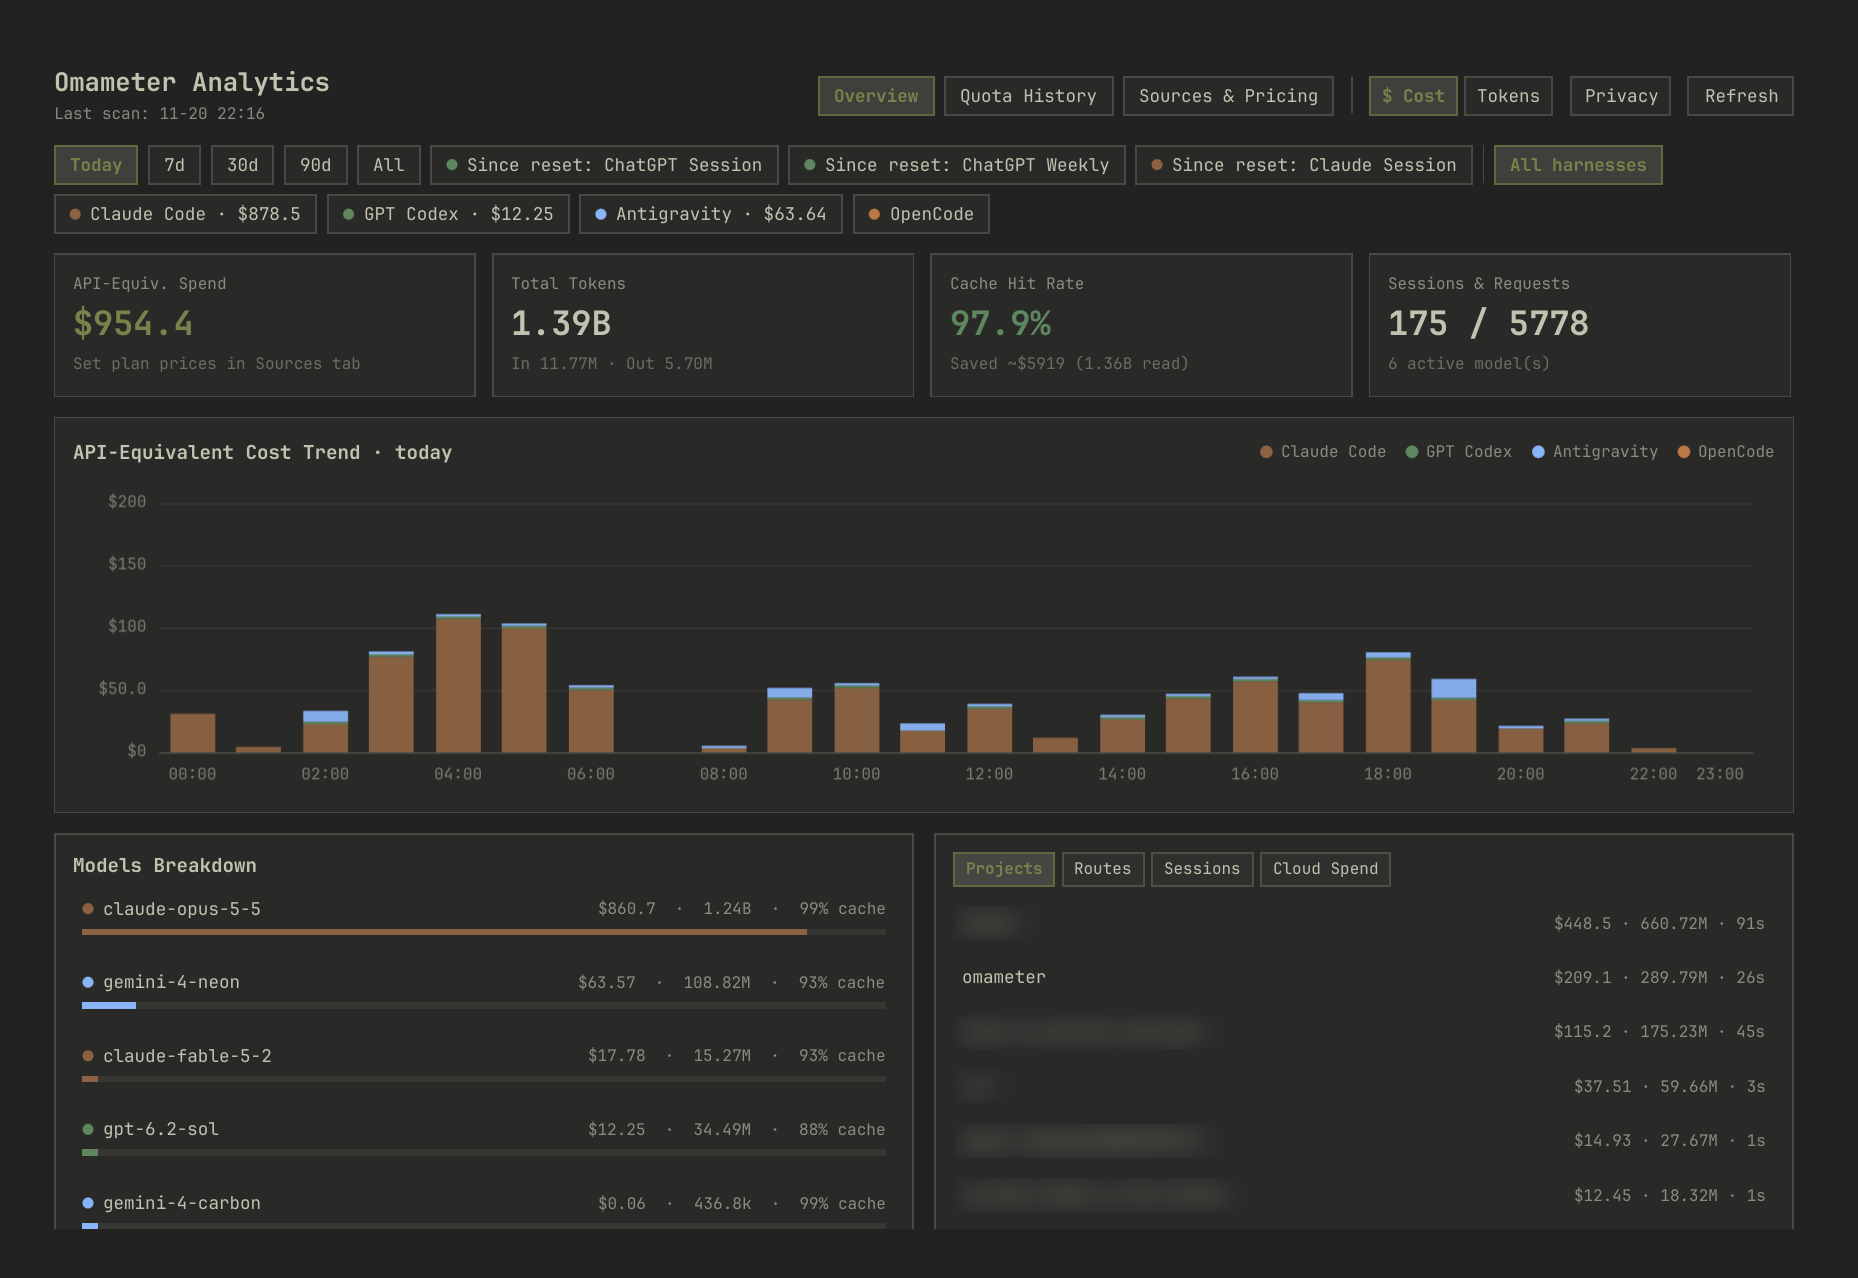 Omameter Analytics
Last scan: 11-20 22:16
Overview Quota History Sources & Pricing $ Cost Tokens Privacy Refresh
Today 7d 30d 90d All Since reset: ChatGPT Session Since reset: ChatGPT Weekly Since reset: Claude Session All harnesses
Claude Code · $878.5 GPT Codex · $12.25 Antigravity · $63.64 OpenCode
API-Equiv. Spend
$954.4
Set plan prices in Sources tab
Total Tokens
1.39B
In 11.77M · Out 5.70M
Cache Hit Rate
97.9%
Saved ~$5919 (1.36B read)
Sessions & Requests
175 / 5778
6 active model(s)
API-Equivalent Cost Trend · today
Claude Code GPT Codex Antigravity OpenCode
$200
$150
$100
$50.0
$0
00:00 02:00 04:00 06:00 08:00 10:00 12:00 14:00 16:00 18:00 20:00 22:00 23:00
Models Breakdown
claude-opus-5-5 $860.7 · 1.24B · 99% cache
gemini-4-neon $63.57 · 108.82M · 93% cache
claude-fable-5-2 $17.78 · 15.27M · 93% cache
gpt-6.2-sol $12.25 · 34.49M · 88% cache
gemini-4-carbon $0.06 · 436.8k · 99% cache
Projects Routes Sessions Cloud Spend
$448.5 · 660.72M · 91s
omameter $209.1 · 289.79M · 26s
$115.2 · 175.23M · 45s
$37.51 · 59.66M · 3s
$14.93 · 27.67M · 1s
$12.45 · 18.32M · 1s